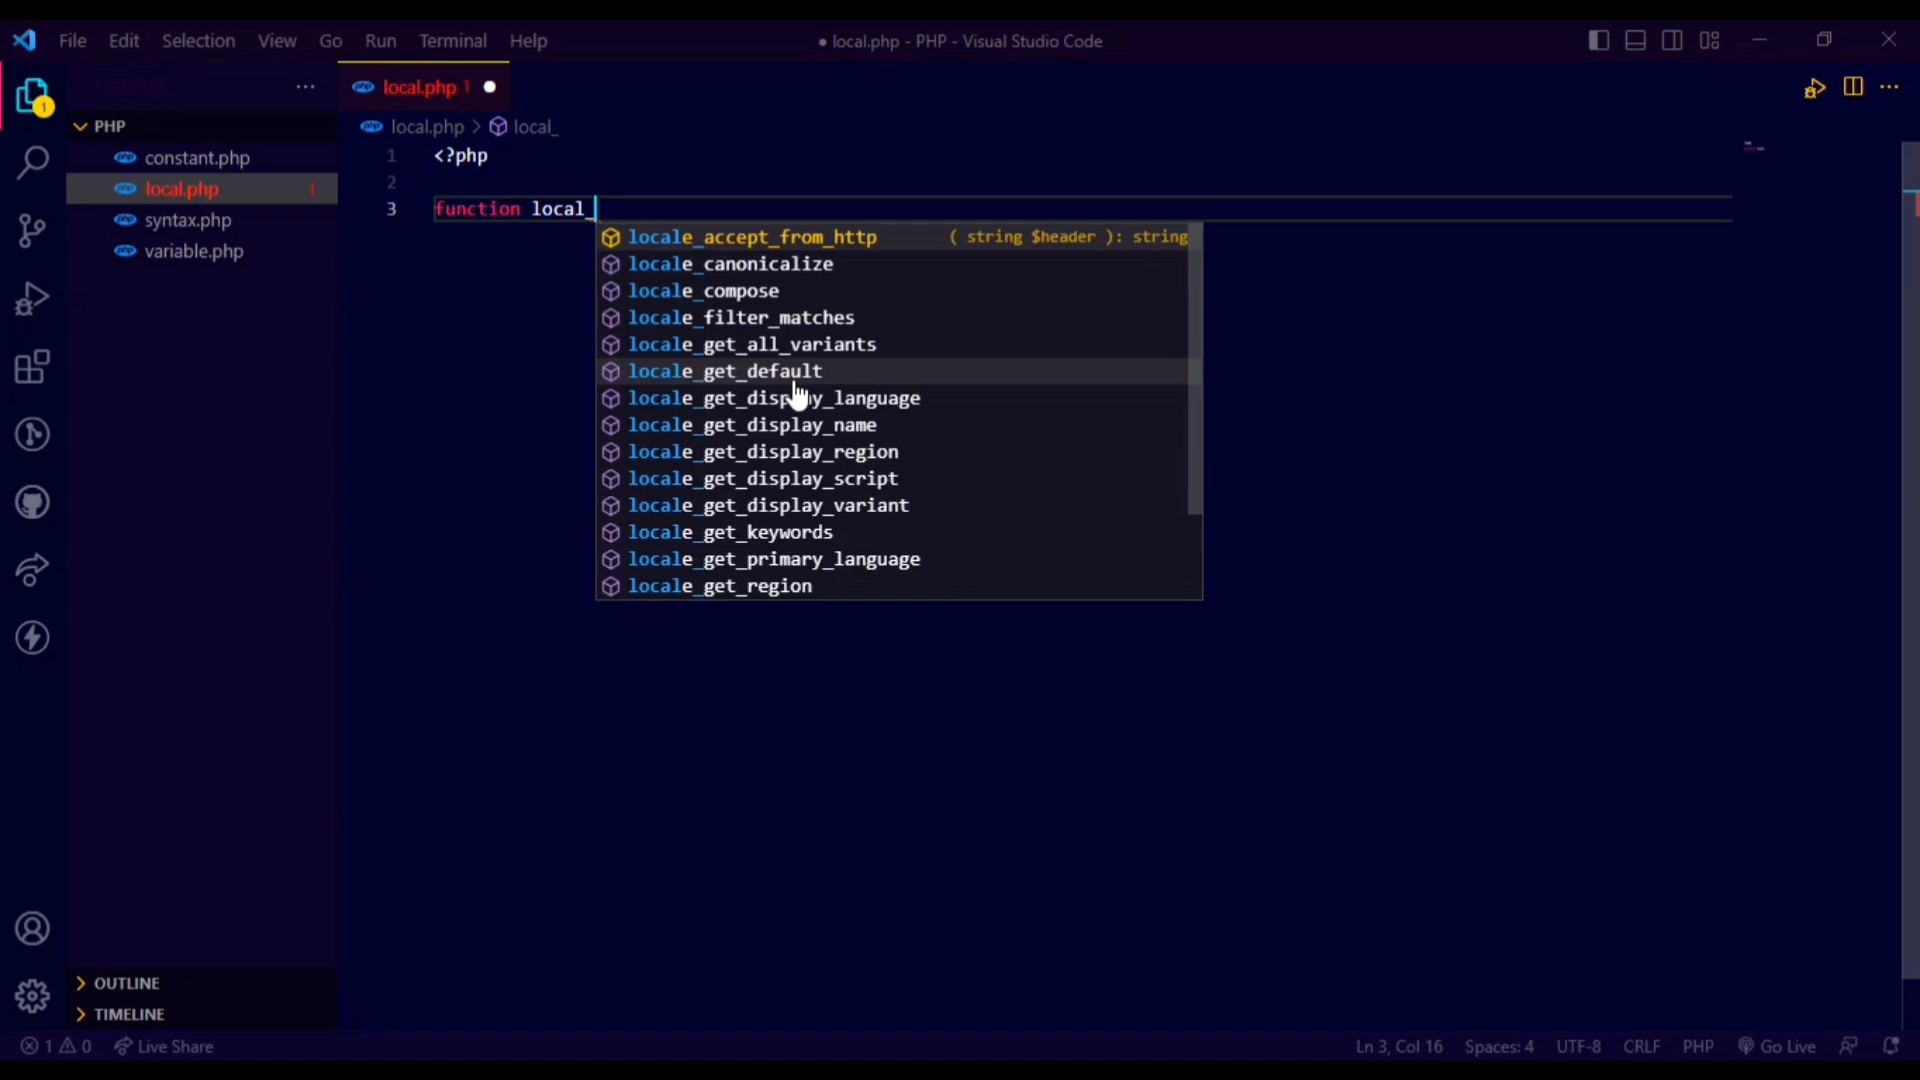 File Edit Selection View Go Run Terminal Help
● local.php - PHP - Visual Studio Code
EXPLORER
···
local.php 1
PHP
local.php > local_
constant.php
local.php 1
syntax.php
variable.php
1 <?php
2
3 function local_
locale_accept_from_http ( string $header ): string
locale_canonicalize
locale_compose
locale_filter_matches
locale_get_all_variants
locale_get_default
locale_get_display_language
locale_get_display_name
locale_get_display_region
locale_get_display_script
locale_get_display_variant
locale_get_keywords
locale_get_primary_language
locale_get_region
OUTLINE
TIMELINE
1 0 Live Share
Ln 3, Col 16 Spaces: 4 UTF-8 CRLF PHP Go Live